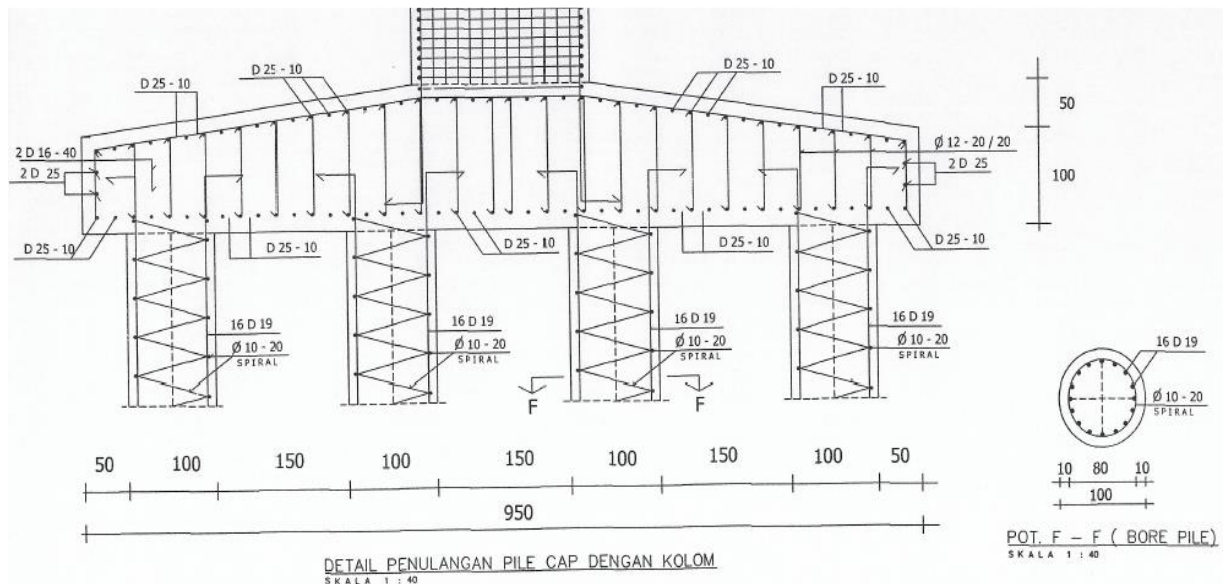 D 25 - 10
D 25 - 10
D 25 - 10
D 25 - 10
50
2 D 16 - 40
2 D 25
Ø 12 - 20 / 20
2 D 25
100
D 25 - 10
D 25 - 10
D 25 - 10
D 25 - 10
D 25 - 10
16 D 19
Ø 10 - 20
SPIRAL
16 D 19
Ø 10 - 20
SPIRAL
16 D 19
Ø 10 - 20
SPIRAL
16 D 19
Ø 10 - 20
SPIRAL
F F
16 D 19
Ø 10 - 20
SPIRAL
50 100 150 100 150 100 150 100 50
950
10 80 10
100
DETAIL PENULANGAN PILE CAP DENGAN KOLOM
SKALA 1 : 40
POT. F - F ( BORE PILE)
SKALA 1 : 40